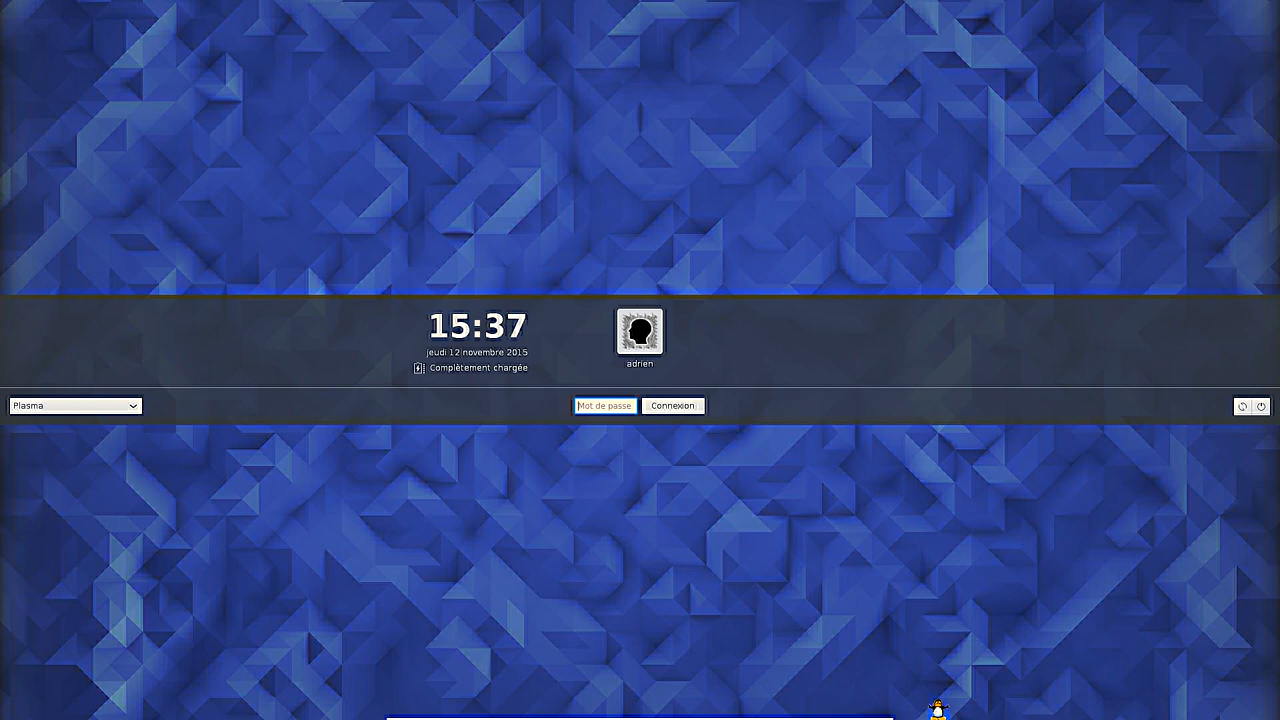 15:37
jeudi 12 novembre 2015
Complètement chargée
adrien
Plasma
Mot de passe
Connexion